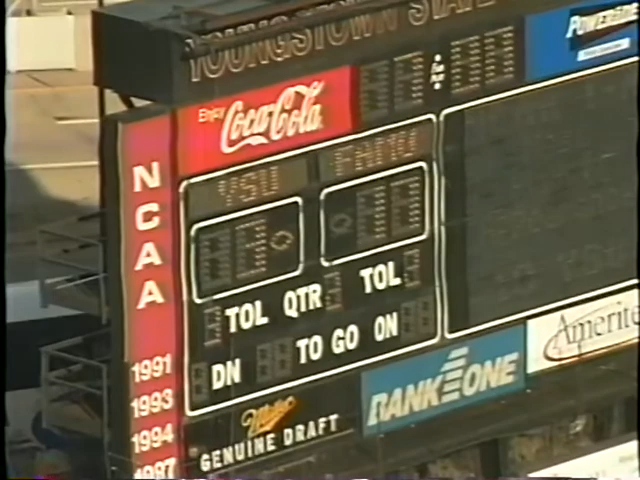 YOUNGSTOWN STATE
Enjoy
Coca-Cola
NCAA
YSU FAMU
TOL QTR TOL
DN TO GO ON
1991
1993
1994
1997
BANK ONE
Miller
GENUINE DRAFT